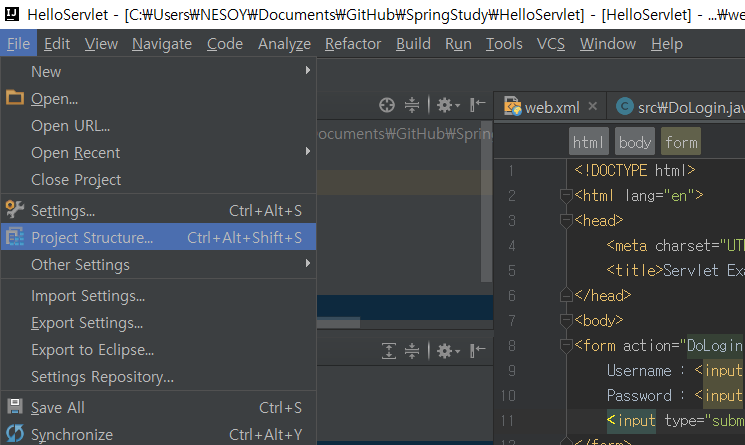 HelloServlet - [C:₩Users₩NESOY₩Documents₩GitHub₩SpringStudy₩HelloServlet] - [HelloServlet] - ...₩we
File Edit View Navigate Code Analyze Refactor Build Run Tools VCS Window Help
New
Open...
Open URL...
Open Recent
Close Project
Settings... Ctrl+Alt+S
Project Structure... Ctrl+Alt+Shift+S
Other Settings
Import Settings...
Export Settings...
Export to Eclipse...
Settings Repository...
Save All Ctrl+S
Synchronize Ctrl+Alt+Y
Documents₩GitHub₩Spring
web.xml src₩DoLogin.java
html body form
1 <!DOCTYPE html>
2 <html lang="en">
3 <head>
4 <meta charset="UT
5 <title>Servlet Exa
6 </head>
7 <body>
8 <form action="DoLogin
9 Username : <input
10 Password : <input
11 <input type="subm
</form>